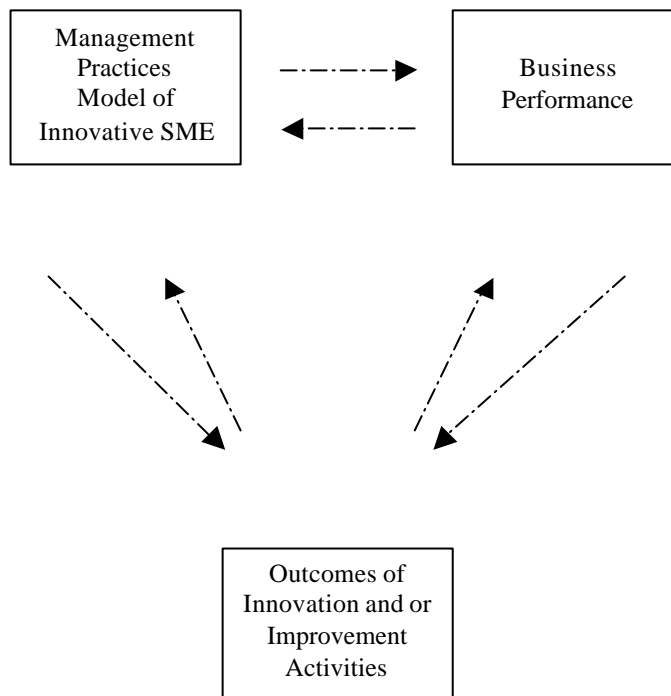 Management
Practices
Model of
Innovative SME
Business
Performance
Outcomes of
Innovation and or
Improvement
Activities